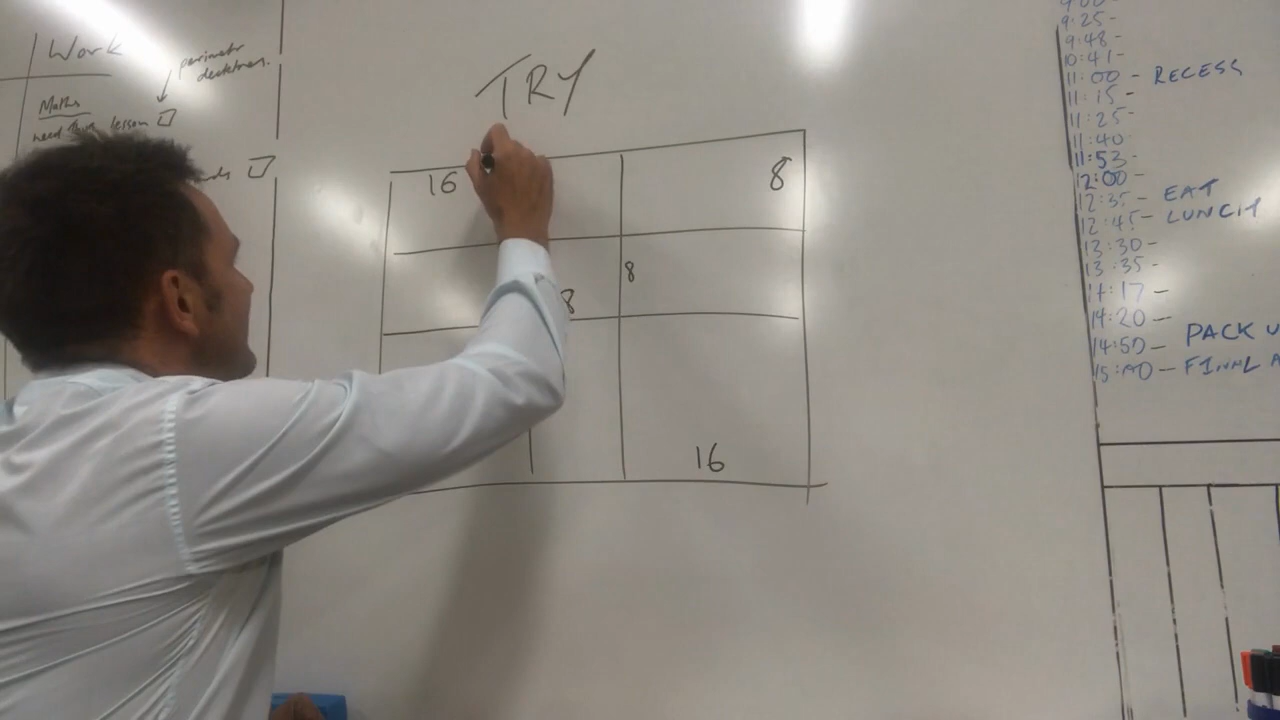 Work
perimeter
Maths
need this lesson
TRY
16
8
8
8
16
9:00-
9:25-
9:48-
10:41-
11:00 - RECESS
11:15-
11:25-
11:40-
11:53-
12:00-
12:35- EAT
12:45- LUNCH
13:30-
13:35-
14:17-
14:20-
14:50- PACK U
15:00- FINAL A